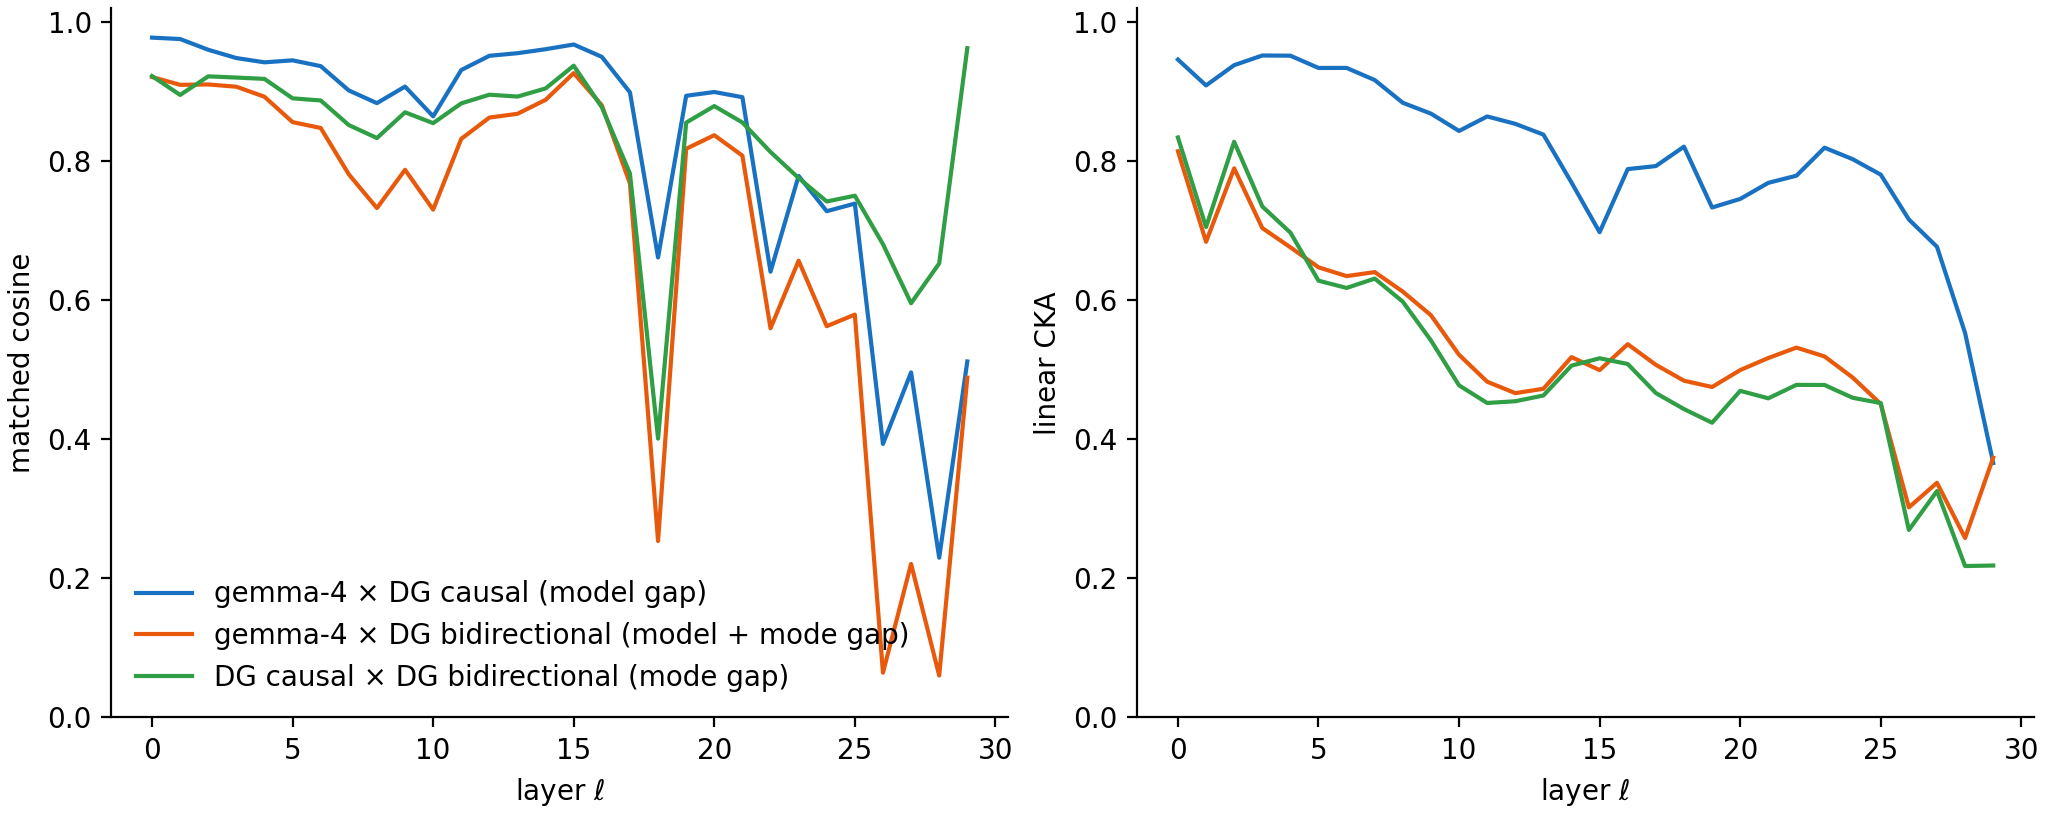 1.0
0.8
0.6
0.4
0.2
0.0
matched cosine
gemma-4 × DG causal (model gap)
gemma-4 × DG bidirectional (model + mode gap)
DG causal × DG bidirectional (mode gap)
0 5 10 15 20 25 30
layer ℓ
1.0
0.8
0.6
0.4
0.2
0.0
linear CKA
0 5 10 15 20 25 30
layer ℓ